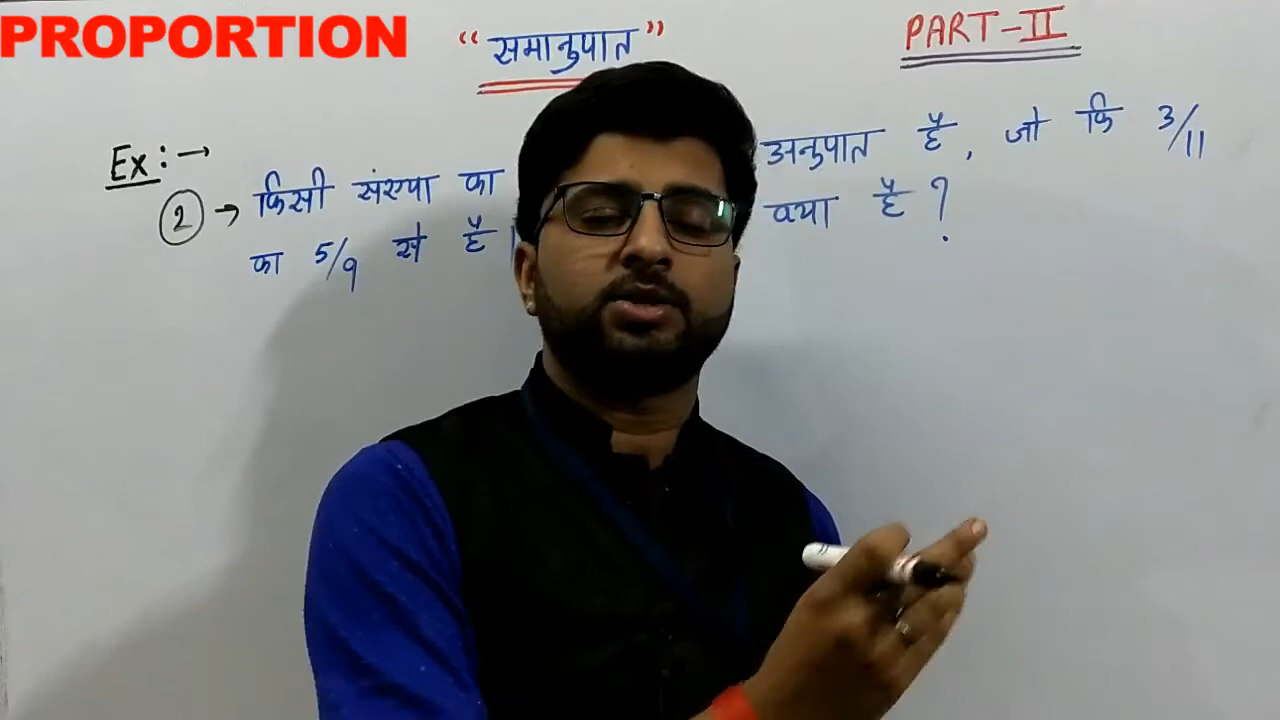 PROPORTION
"समानुपात"
PART-II
Ex:→
② → किसी संख्या का अनुपात है, जो कि 3/11
का 5/9 से है। क्या है?